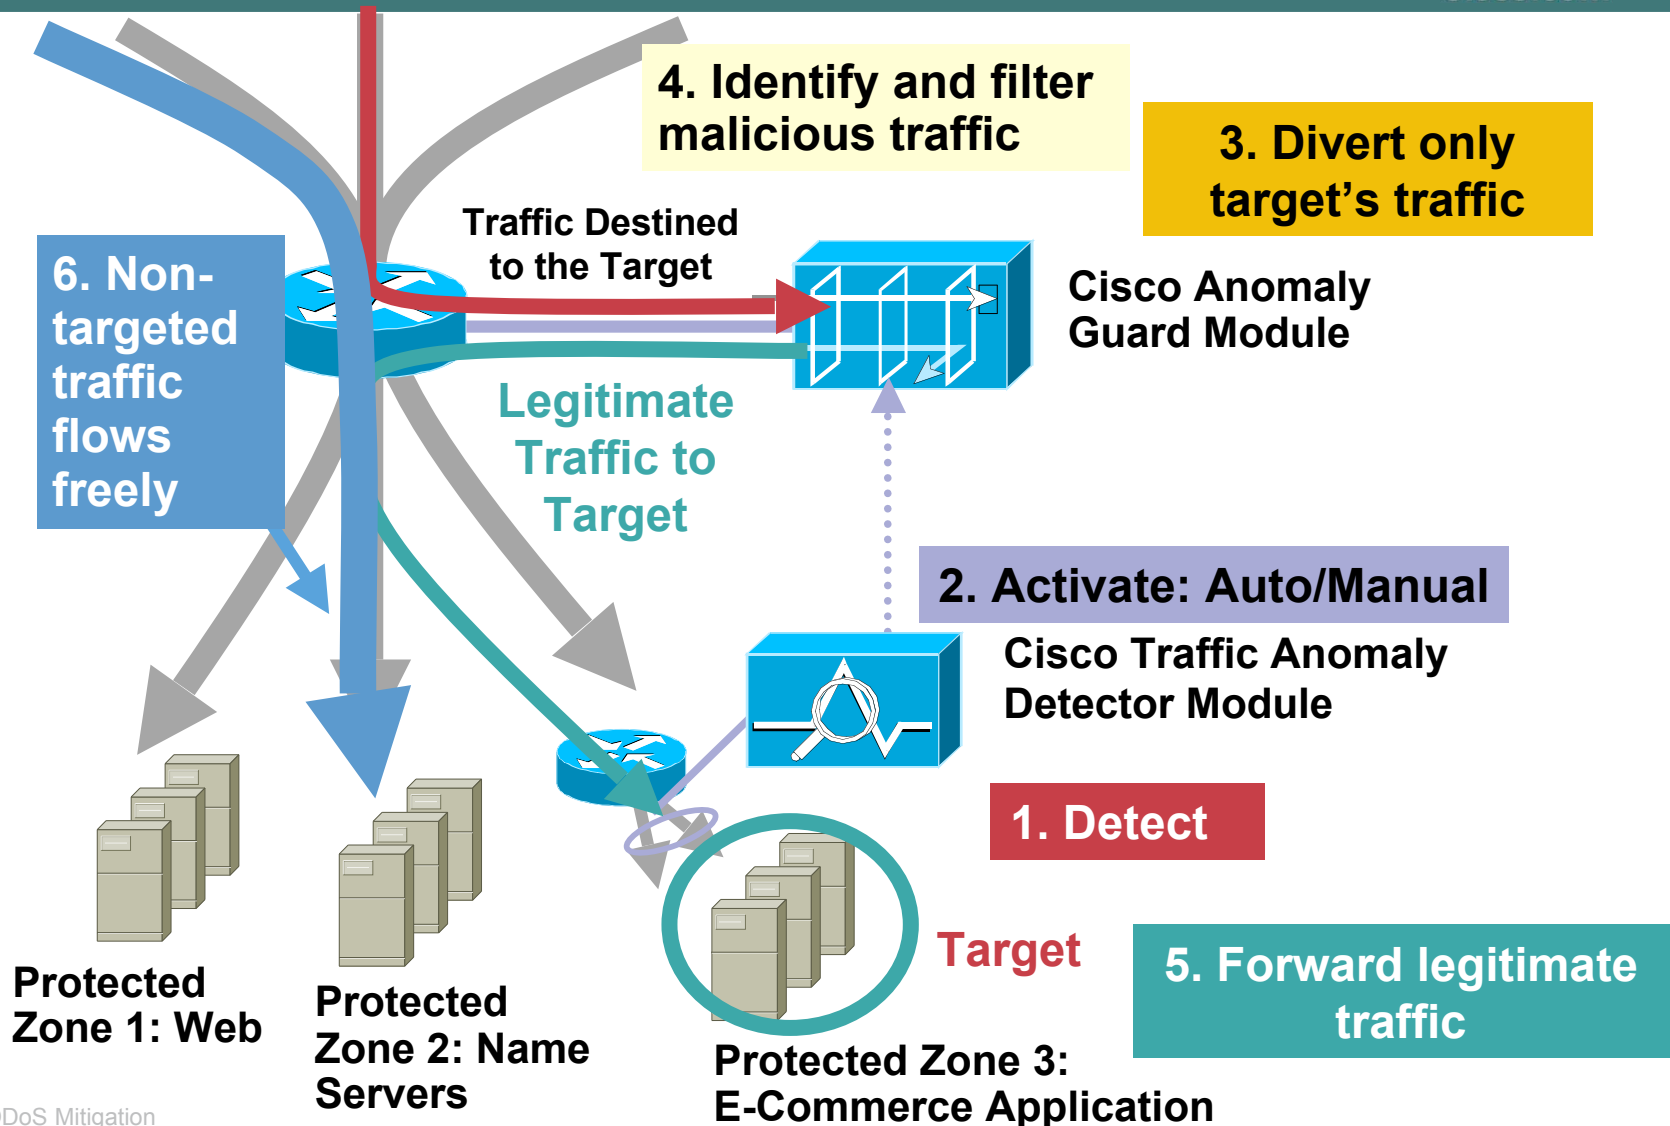 4. Identify and filter
malicious traffic
3. Divert only
target's traffic
Traffic Destined
to the Target
6. Non-
targeted
traffic
flows
freely
Cisco Anomaly
Guard Module
Legitimate
Traffic to
Target
2. Activate: Auto/Manual
Cisco Traffic Anomaly
Detector Module
1. Detect
Target
5. Forward legitimate
traffic
Protected
Zone 1: Web
Protected
Zone 2: Name
Servers
Protected Zone 3:
E-Commerce Application
DoS Mitigation